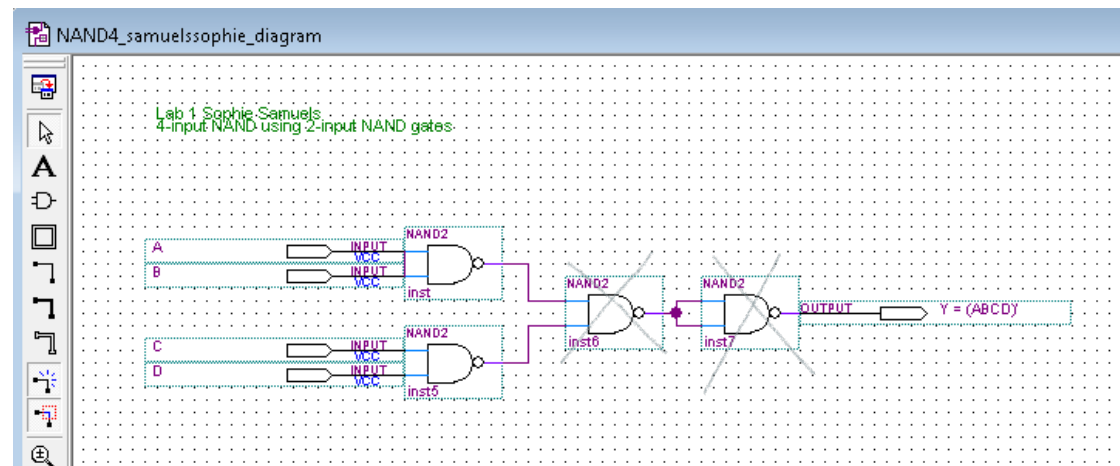 NAND4_samuelssophie_diagram
Lab 1 Sophie Samuels
4-input NAND using 2-input NAND gates
A
INPUT
VCC
B
INPUT
VCC
NAND2
inst
C
INPUT
VCC
D
INPUT
VCC
NAND2
inst5
NAND2
inst6
NAND2
inst7
OUTPUT
Y = (ABCD)'
A